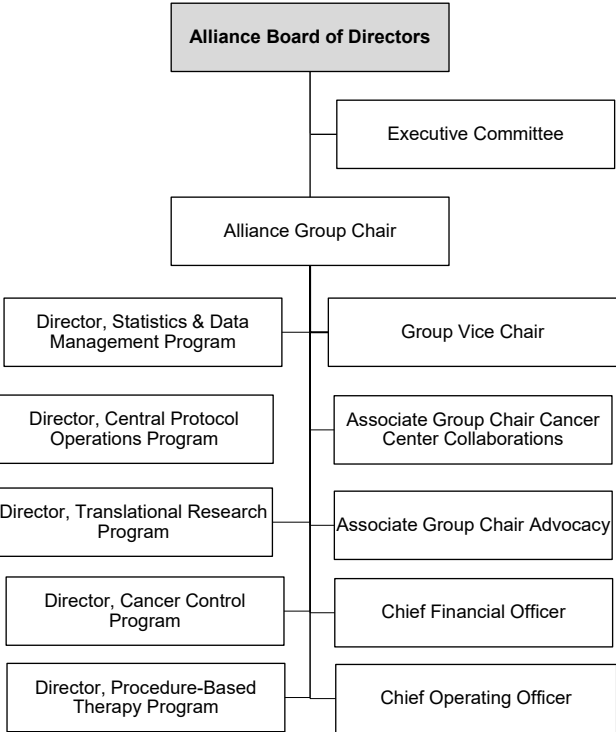 Alliance Board of Directors
Executive Committee
Alliance Group Chair
Director, Statistics & Data
Management Program
Group Vice Chair
Director, Central Protocol
Operations Program
Associate Group Chair Cancer
Center Collaborations
Director, Translational Research
Program
Associate Group Chair Advocacy
Director, Cancer Control
Program
Chief Financial Officer
Director, Procedure-Based
Therapy Program
Chief Operating Officer